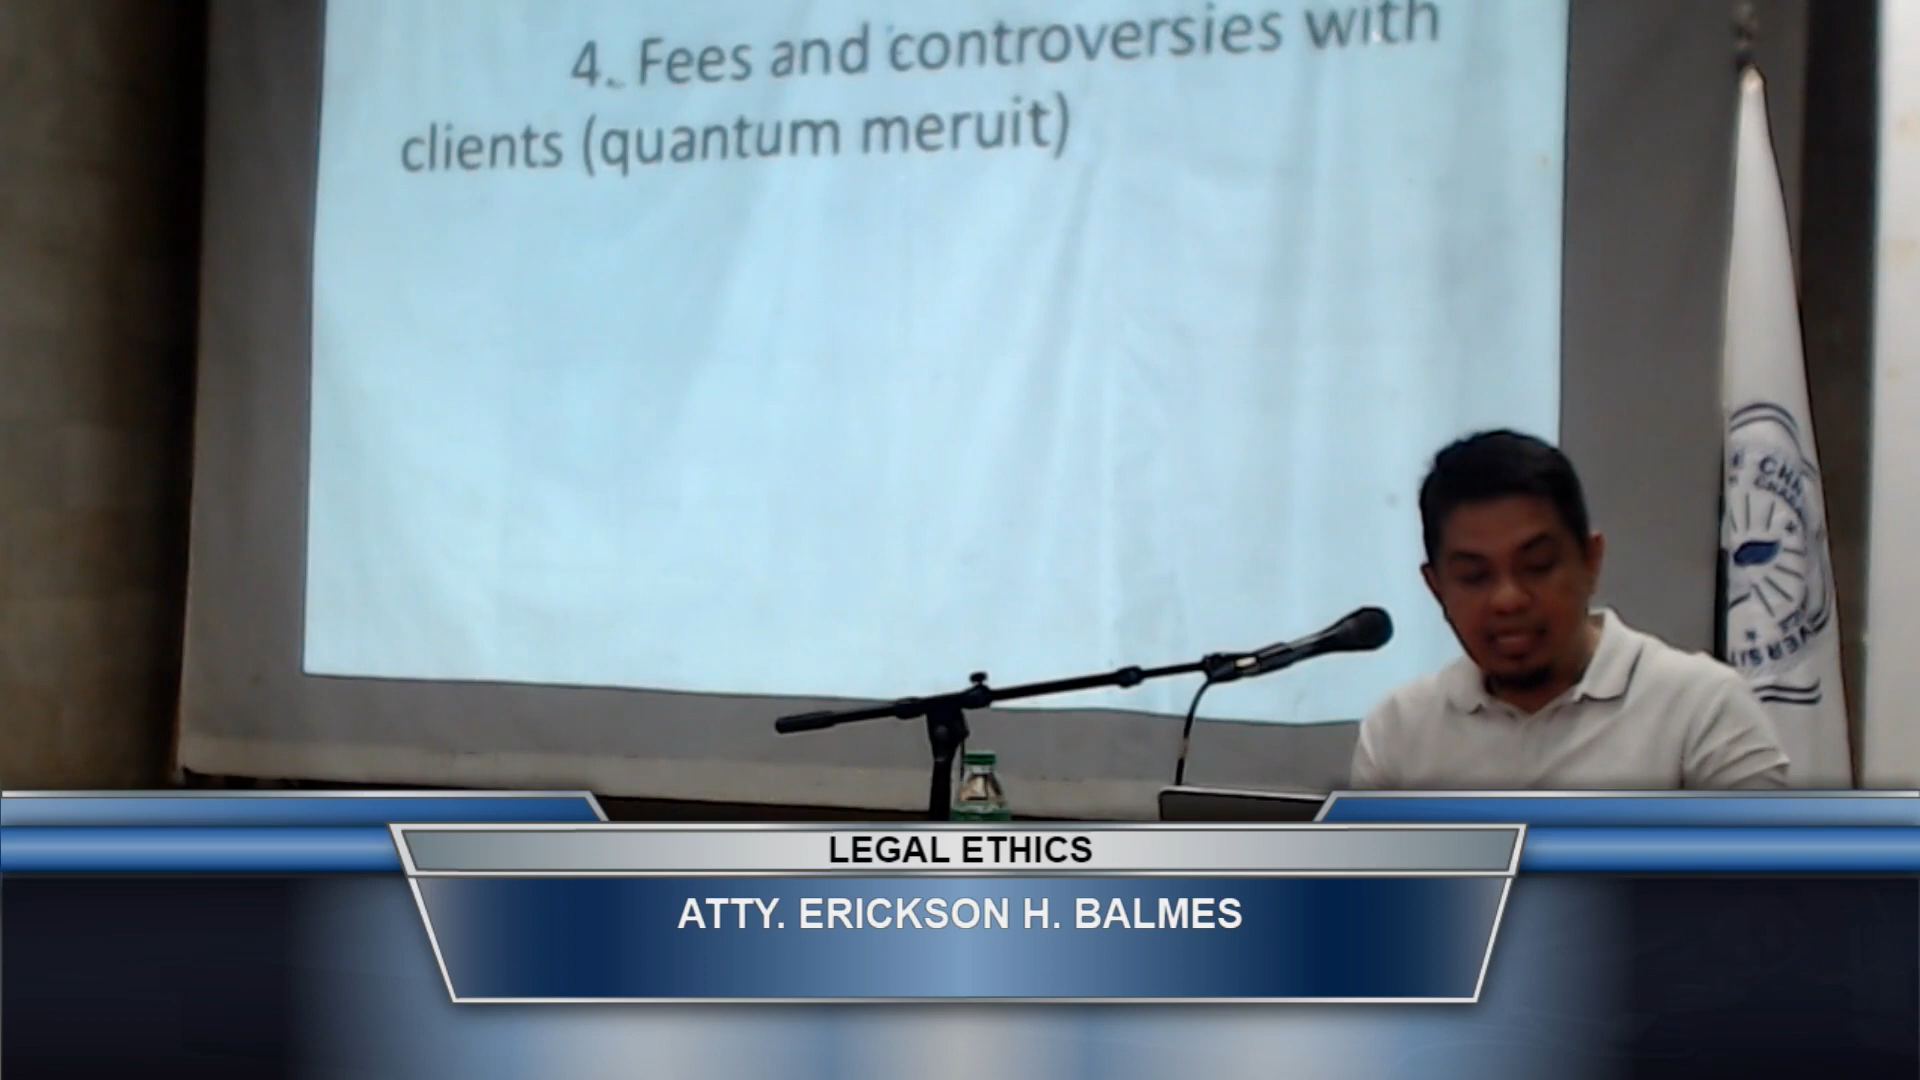 4. Fees and controversies with
clients (quantum meruit)
LEGAL ETHICS
ATTY. ERICKSON H. BALMES